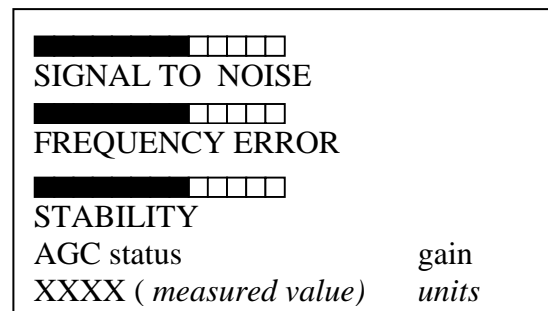 SIGNAL TO NOISE
FREQUENCY ERROR
STABILITY
AGC status gain
XXXX ( measured value) units